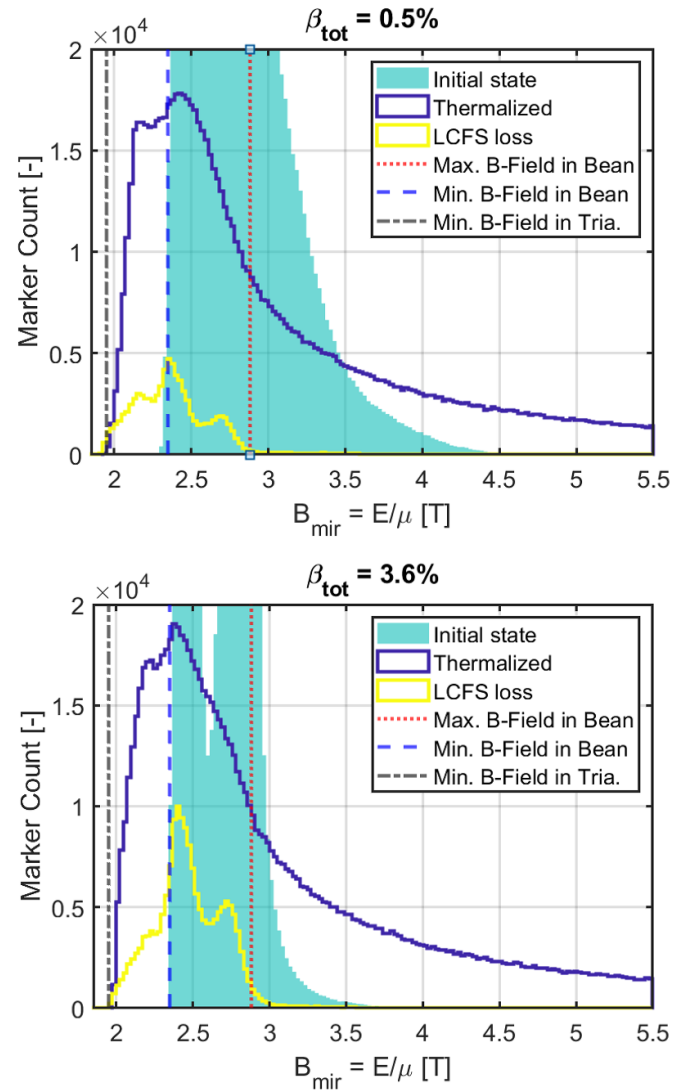 β_tot = 0.5%
×10⁴
2
1.5
1
0.5
0
Marker Count [-]
Initial state
Thermalized
LCFS loss
Max. B-Field in Bean
Min. B-Field in Bean
Min. B-Field in Tria.
2 2.5 3 3.5 4 4.5 5 5.5
B_mir = E/μ [T]
β_tot = 3.6%
×10⁴
2
1.5
1
0.5
0
Marker Count [-]
Initial state
Thermalized
LCFS loss
Max. B-Field in Bean
Min. B-Field in Bean
Min. B-Field in Tria.
2 2.5 3 3.5 4 4.5 5 5.5
B_mir = E/μ [T]